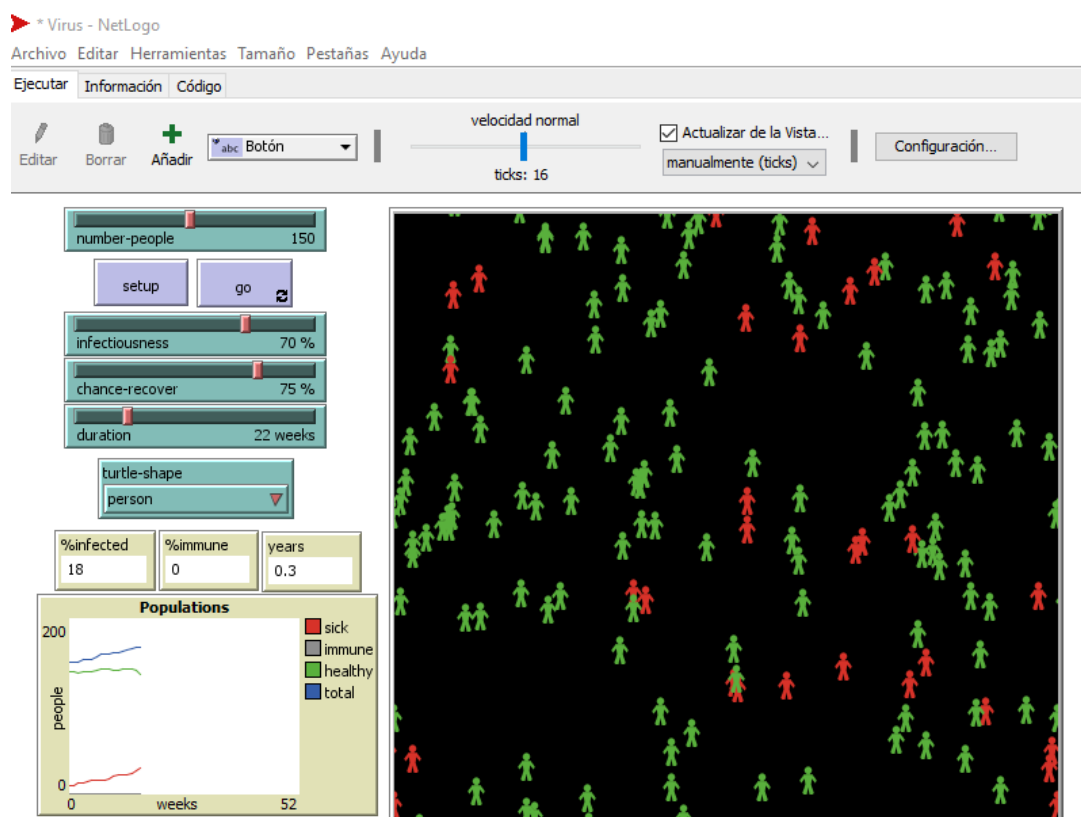 * Virus - NetLogo
Archivo Editar Herramientas Tamaño Pestañas Ayuda
Ejecutar Información Código
Editar Borrar Añadir
abc Botón
velocidad normal
ticks: 16
Actualizar de la Vista...
manualmente (ticks)
Configuración...
number-people 150
setup go
infectiousness 70 %
chance-recover 75 %
duration 22 weeks
turtle-shape
person
%infected %immune years
18 0 0.3
Populations
200
people
0
0 weeks 52
sick
immune
healthy
total